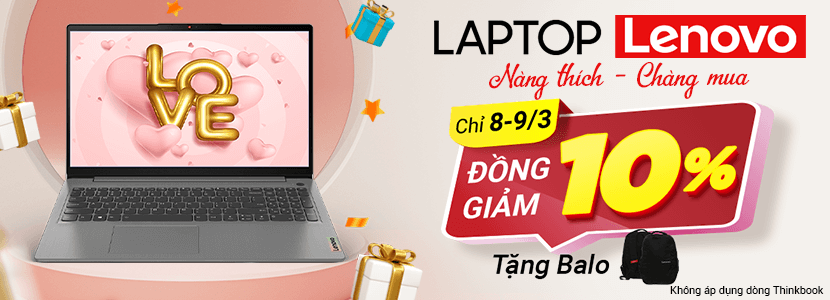 LOVE
Lenovo
LAPTOP Lenovo
Nàng thích - Chàng mua
Chỉ 8-9/3
ĐỒNG
GIẢM
10%
Tặng Balo
Không áp dụng dòng Thinkbook